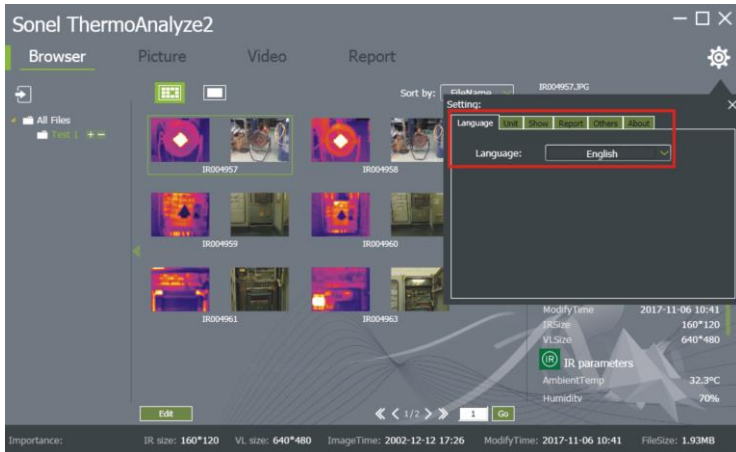 Sonel ThermoAnalyze2
Browser Picture Video Report
Sort by: FileName
IR004957.JPG
Setting:
Language Unit Show Report Others About
Language: English
All Files
Test 1
IR004957 IR004958
IR004959 IR004960
IR004961 IR004963
ModifyTime 2017-11-06 10:41
IRSize 160*120
VLSize 640*480
IR IR parameters
AmbientTemp 32.3°C
Humidity 70%
Edit
1/2 1 Go
Importance: IR size: 160*120 VL size: 640*480 ImageTime: 2002-12-12 17:26 ModifyTime: 2017-11-06 10:41 FileSize: 1.93MB